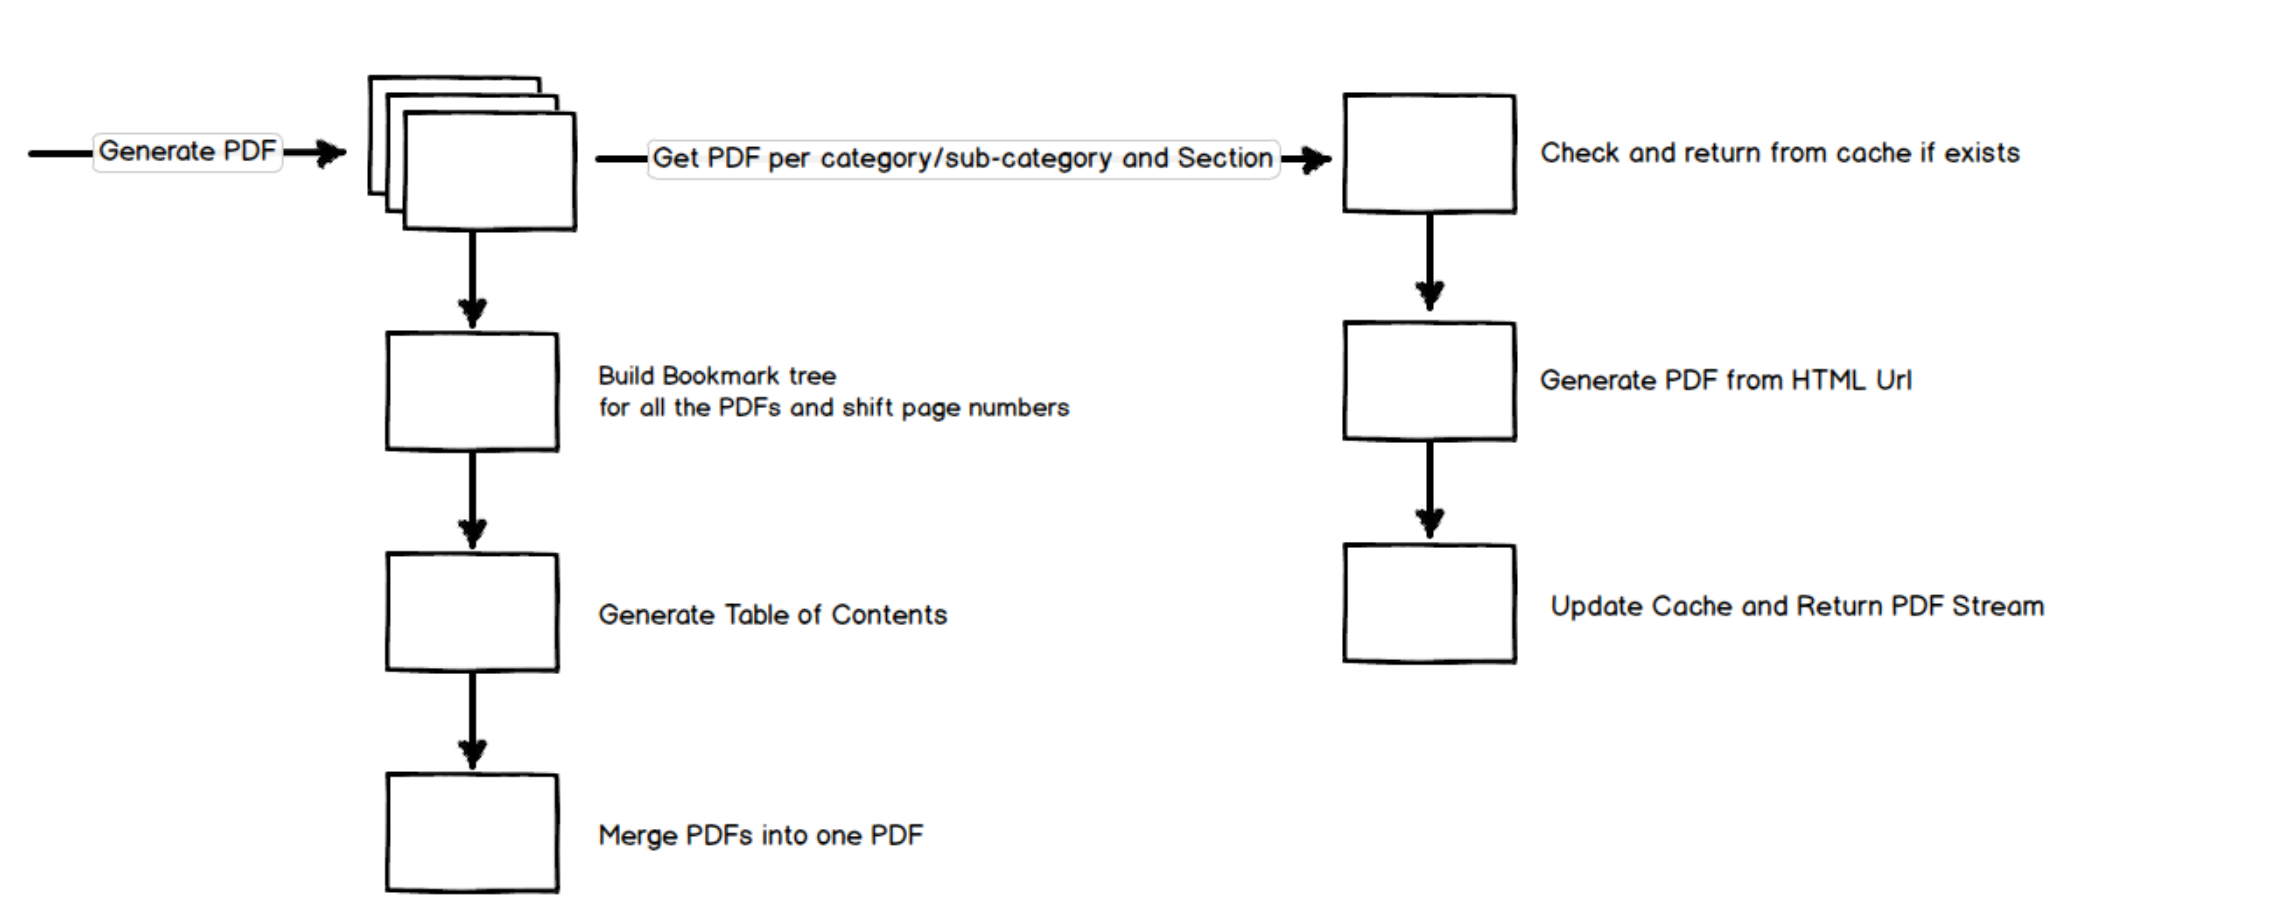 Generate PDF
Get PDF per category/sub-category and Section
Check and return from cache if exists
Build Bookmark tree
for all the PDFs and shift page numbers
Generate PDF from HTML Url
Generate Table of Contents
Update Cache and Return PDF Stream
Merge PDFs into one PDF